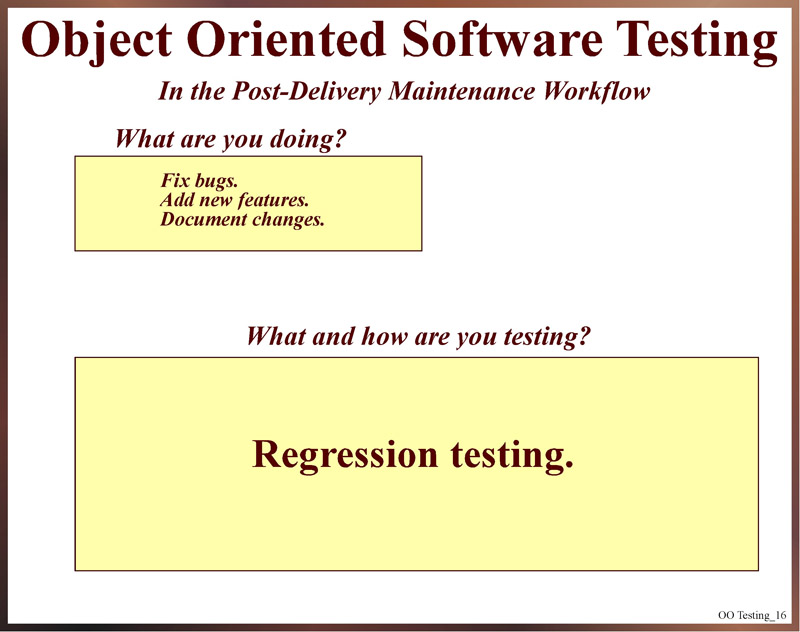 Object Oriented Software Testing
In the Post-Delivery Maintenance Workflow
What are you doing?
Fix bugs.
Add new features.
Document changes.
What and how are you testing?
Regression testing.
OO Testing_16